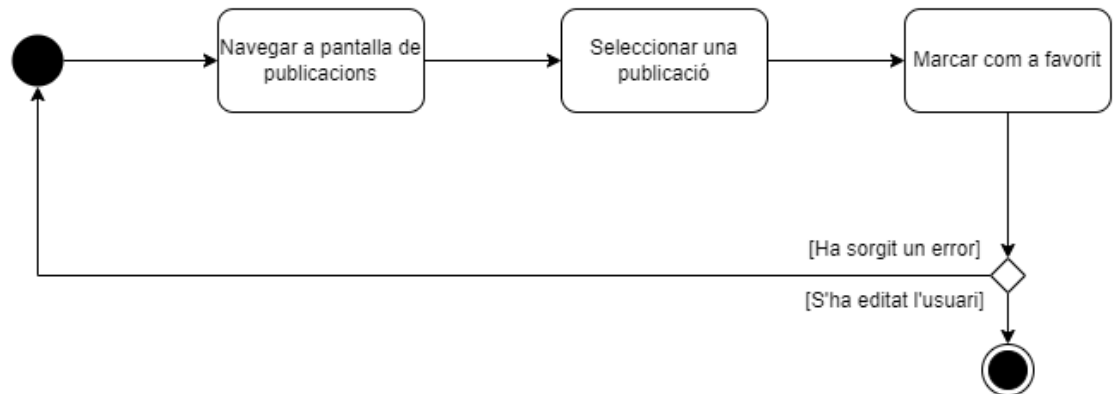 Navegar a pantalla de
publicacions
Seleccionar una
publicació
Marcar com a favorit
[Ha sorgit un error]
[S'ha editat l'usuari]